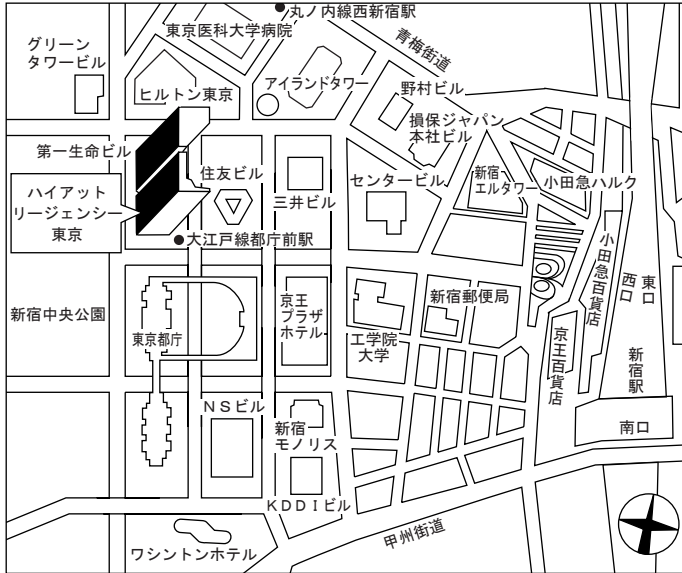 丸ノ内線西新宿駅
東京医科大学病院
青梅街道
グリーン
タワービル
ヒルトン東京
アイランドタワー
野村ビル
損保ジャパン
本社ビル
第一生命ビル
住友ビル
三井ビル
センタービル
新宿
エルタワー
小田急ハルク
ハイアット
リージェンシー
東京
大江戸線都庁前駅
小田急百貨店
西口
東口
新宿中央公園
東京都庁
京王
プラザ
ホテル
工学院
大学
新宿郵便局
京王百貨店
新宿駅
NSビル
新宿
モノリス
南口
KDDIビル
甲州街道
ワシントンホテル